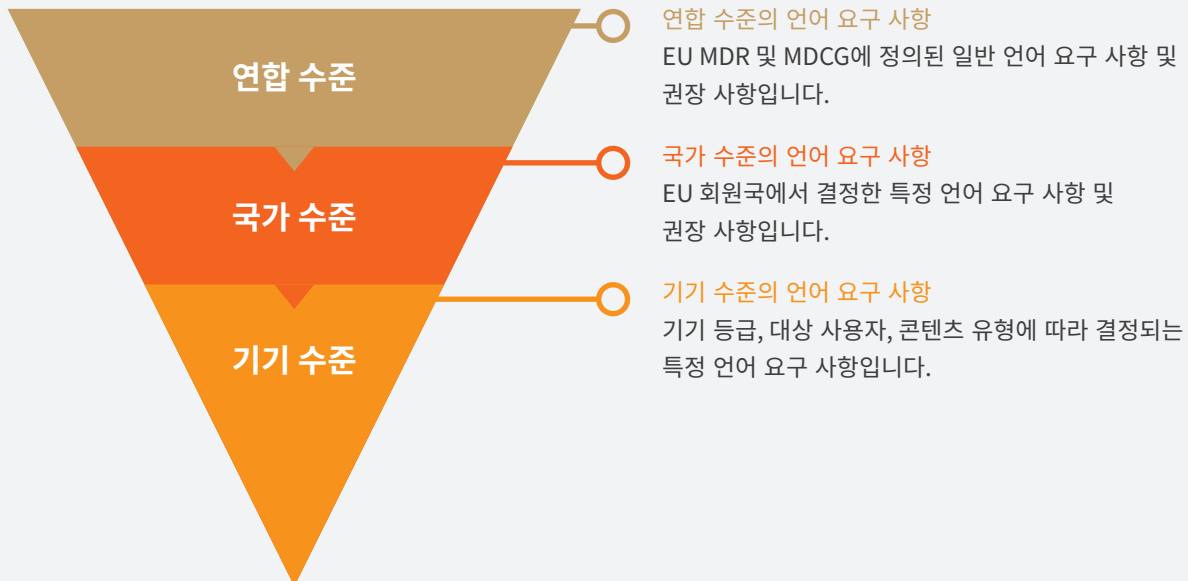 연합 수준
연합 수준의 언어 요구 사항
EU MDR 및 MDCG에 정의된 일반 언어 요구 사항 및
권장 사항입니다.
국가 수준
국가 수준의 언어 요구 사항
EU 회원국에서 결정한 특정 언어 요구 사항 및
권장 사항입니다.
기기 수준
기기 수준의 언어 요구 사항
기기 등급, 대상 사용자, 콘텐츠 유형에 따라 결정되는
특정 언어 요구 사항입니다.